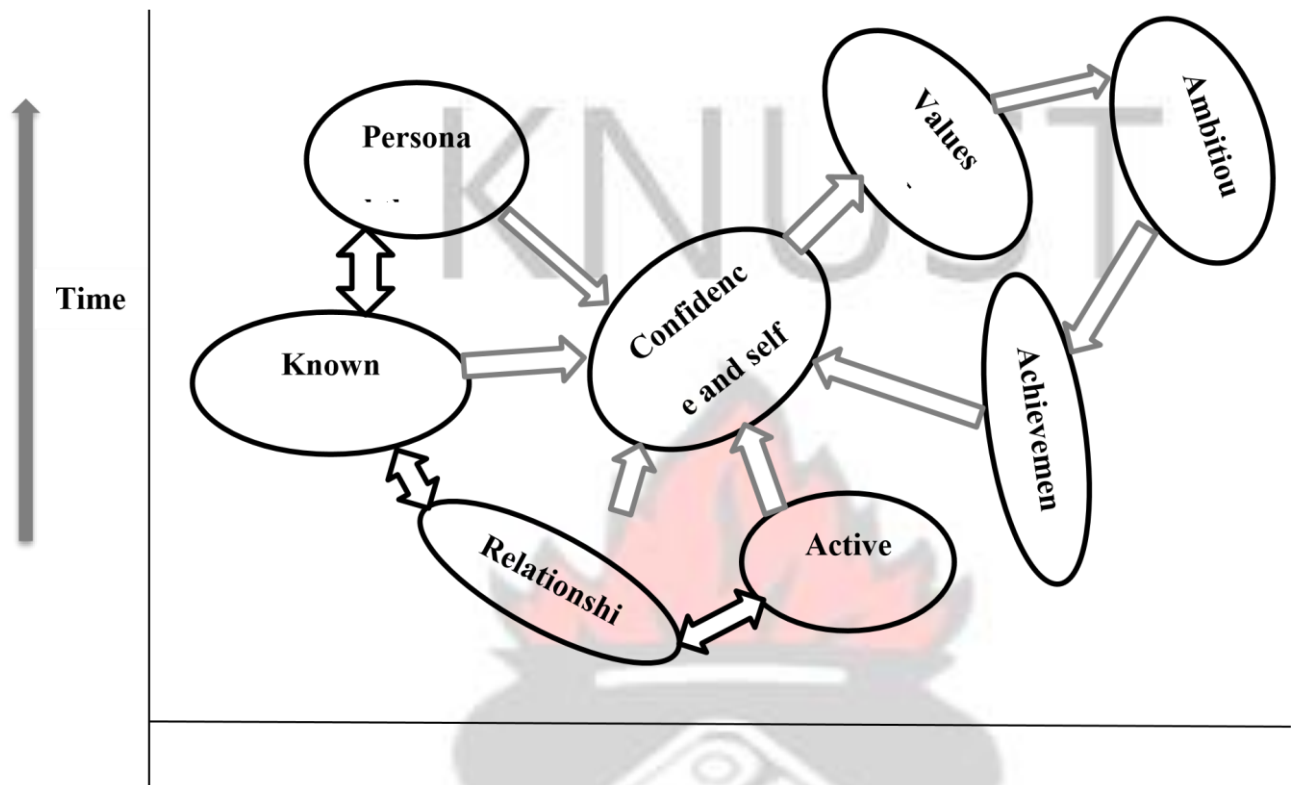 KNUST
Persona
Values
Ambitiou
Time
Confidenc
e and self
Known
Achievemen
Relationshi
Active